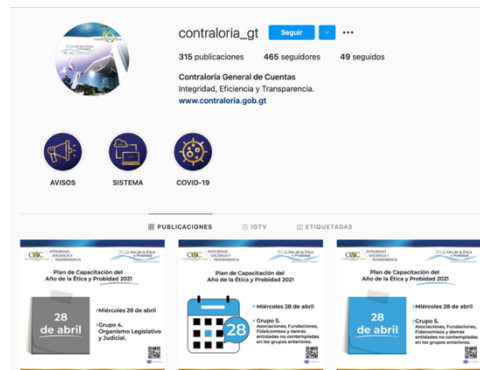 contraloria_gt Seguir
315 publicaciones 465 seguidores 49 seguidos
Contraloría General de Cuentas
Integridad, Eficiencia y Transparencia.
www.contraloria.gob.gt
AVISOS SISTEMA COVID-19
PUBLICACIONES IGTV ETIQUETADAS
Plan de Capacitación del
Año de la Ética y Probidad 2021
28
de abril
Miércoles 28 de abril
Grupo 4.
Organismo Legislativo
y Judicial.
Plan de Capacitación del
Año de la Ética y Probidad 2021
28
Miércoles 28 de abril
Grupo 5.
Asociaciones, Fundaciones,
Fideicomisos y demás
entidades no contempladas
en los grupos anteriores.
Plan de Capacitación del
Año de la Ética y Probidad 2021
28
de abril
Miércoles 28 de abril
Grupo 5.
Asociaciones, Fundaciones,
Fideicomisos y demás
entidades no contempladas
en los grupos anteriores.